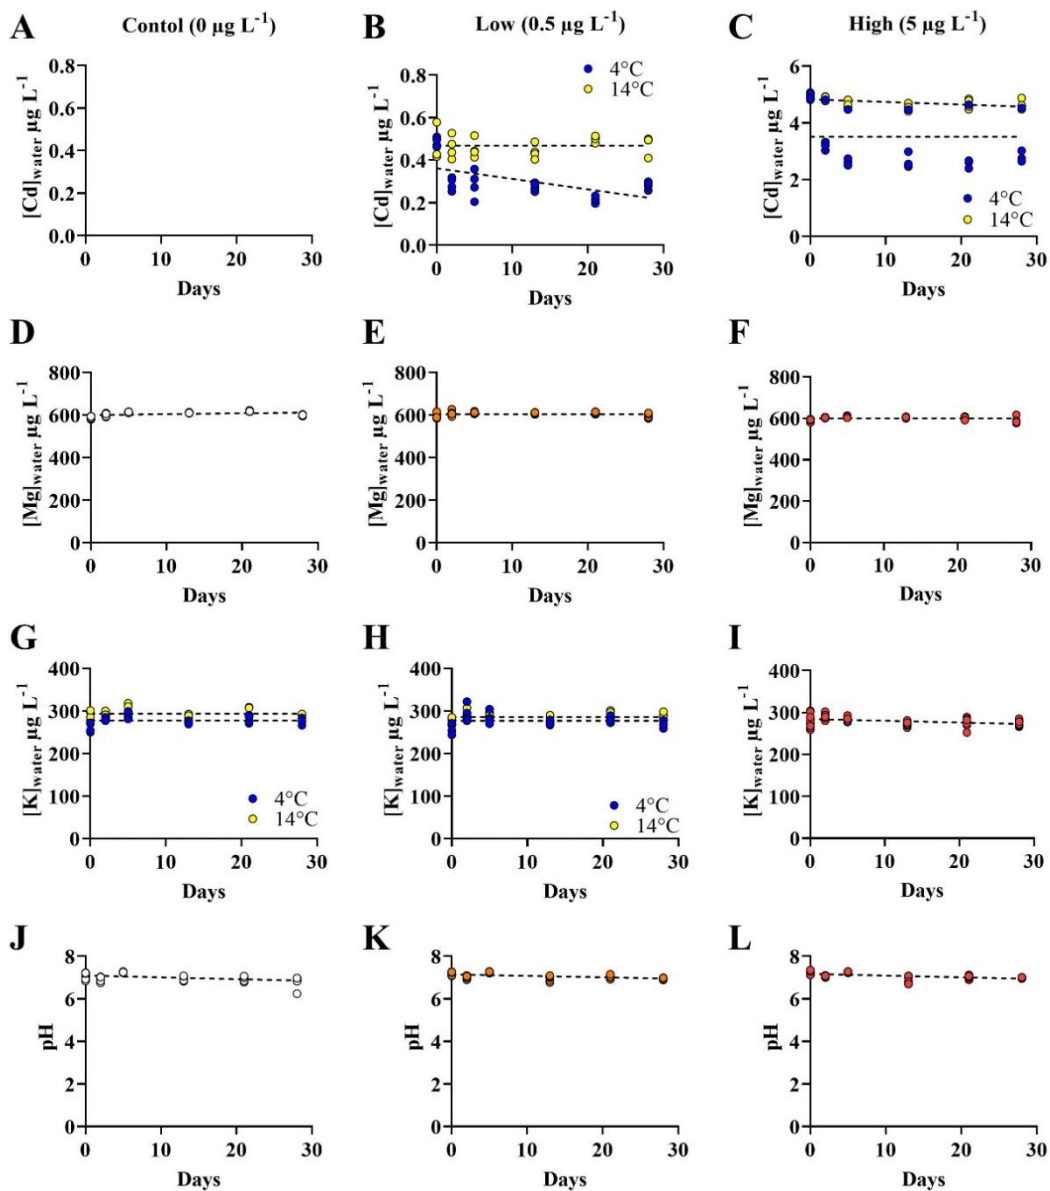 A Contol (0 µg L⁻¹)
[Cd]water µg L⁻¹
0.8
0.6
0.4
0.2
0.0
0 10 20 30
Days
B Low (0.5 µg L⁻¹)
[Cd]water µg L⁻¹
0.8
0.6
0.4
0.2
0.0
4°C
14°C
0 10 20 30
Days
C High (5 µg L⁻¹)
[Cd]water µg L⁻¹
6
4
2
0
4°C
14°C
0 10 20 30
Days
D
[Mg]water µg L⁻¹
800
600
400
200
0
0 10 20 30
Days
E
[Mg]water µg L⁻¹
800
600
400
200
0
0 10 20 30
Days
F
[Mg]water µg L⁻¹
800
600
400
200
0
0 10 20 30
Days
G
[K]water µg L⁻¹
400
300
200
100
0
4°C
14°C
0 10 20 30
Days
H
[K]water µg L⁻¹
400
300
200
100
0
4°C
14°C
0 10 20 30
Days
I
[K]water µg L⁻¹
400
300
200
100
0
0 10 20 30
Days
J
pH
8
6
4
2
0
0 10 20 30
Days
K
pH
8
6
4
2
0
0 10 20 30
Days
L
pH
8
6
4
2
0
0 10 20 30
Days